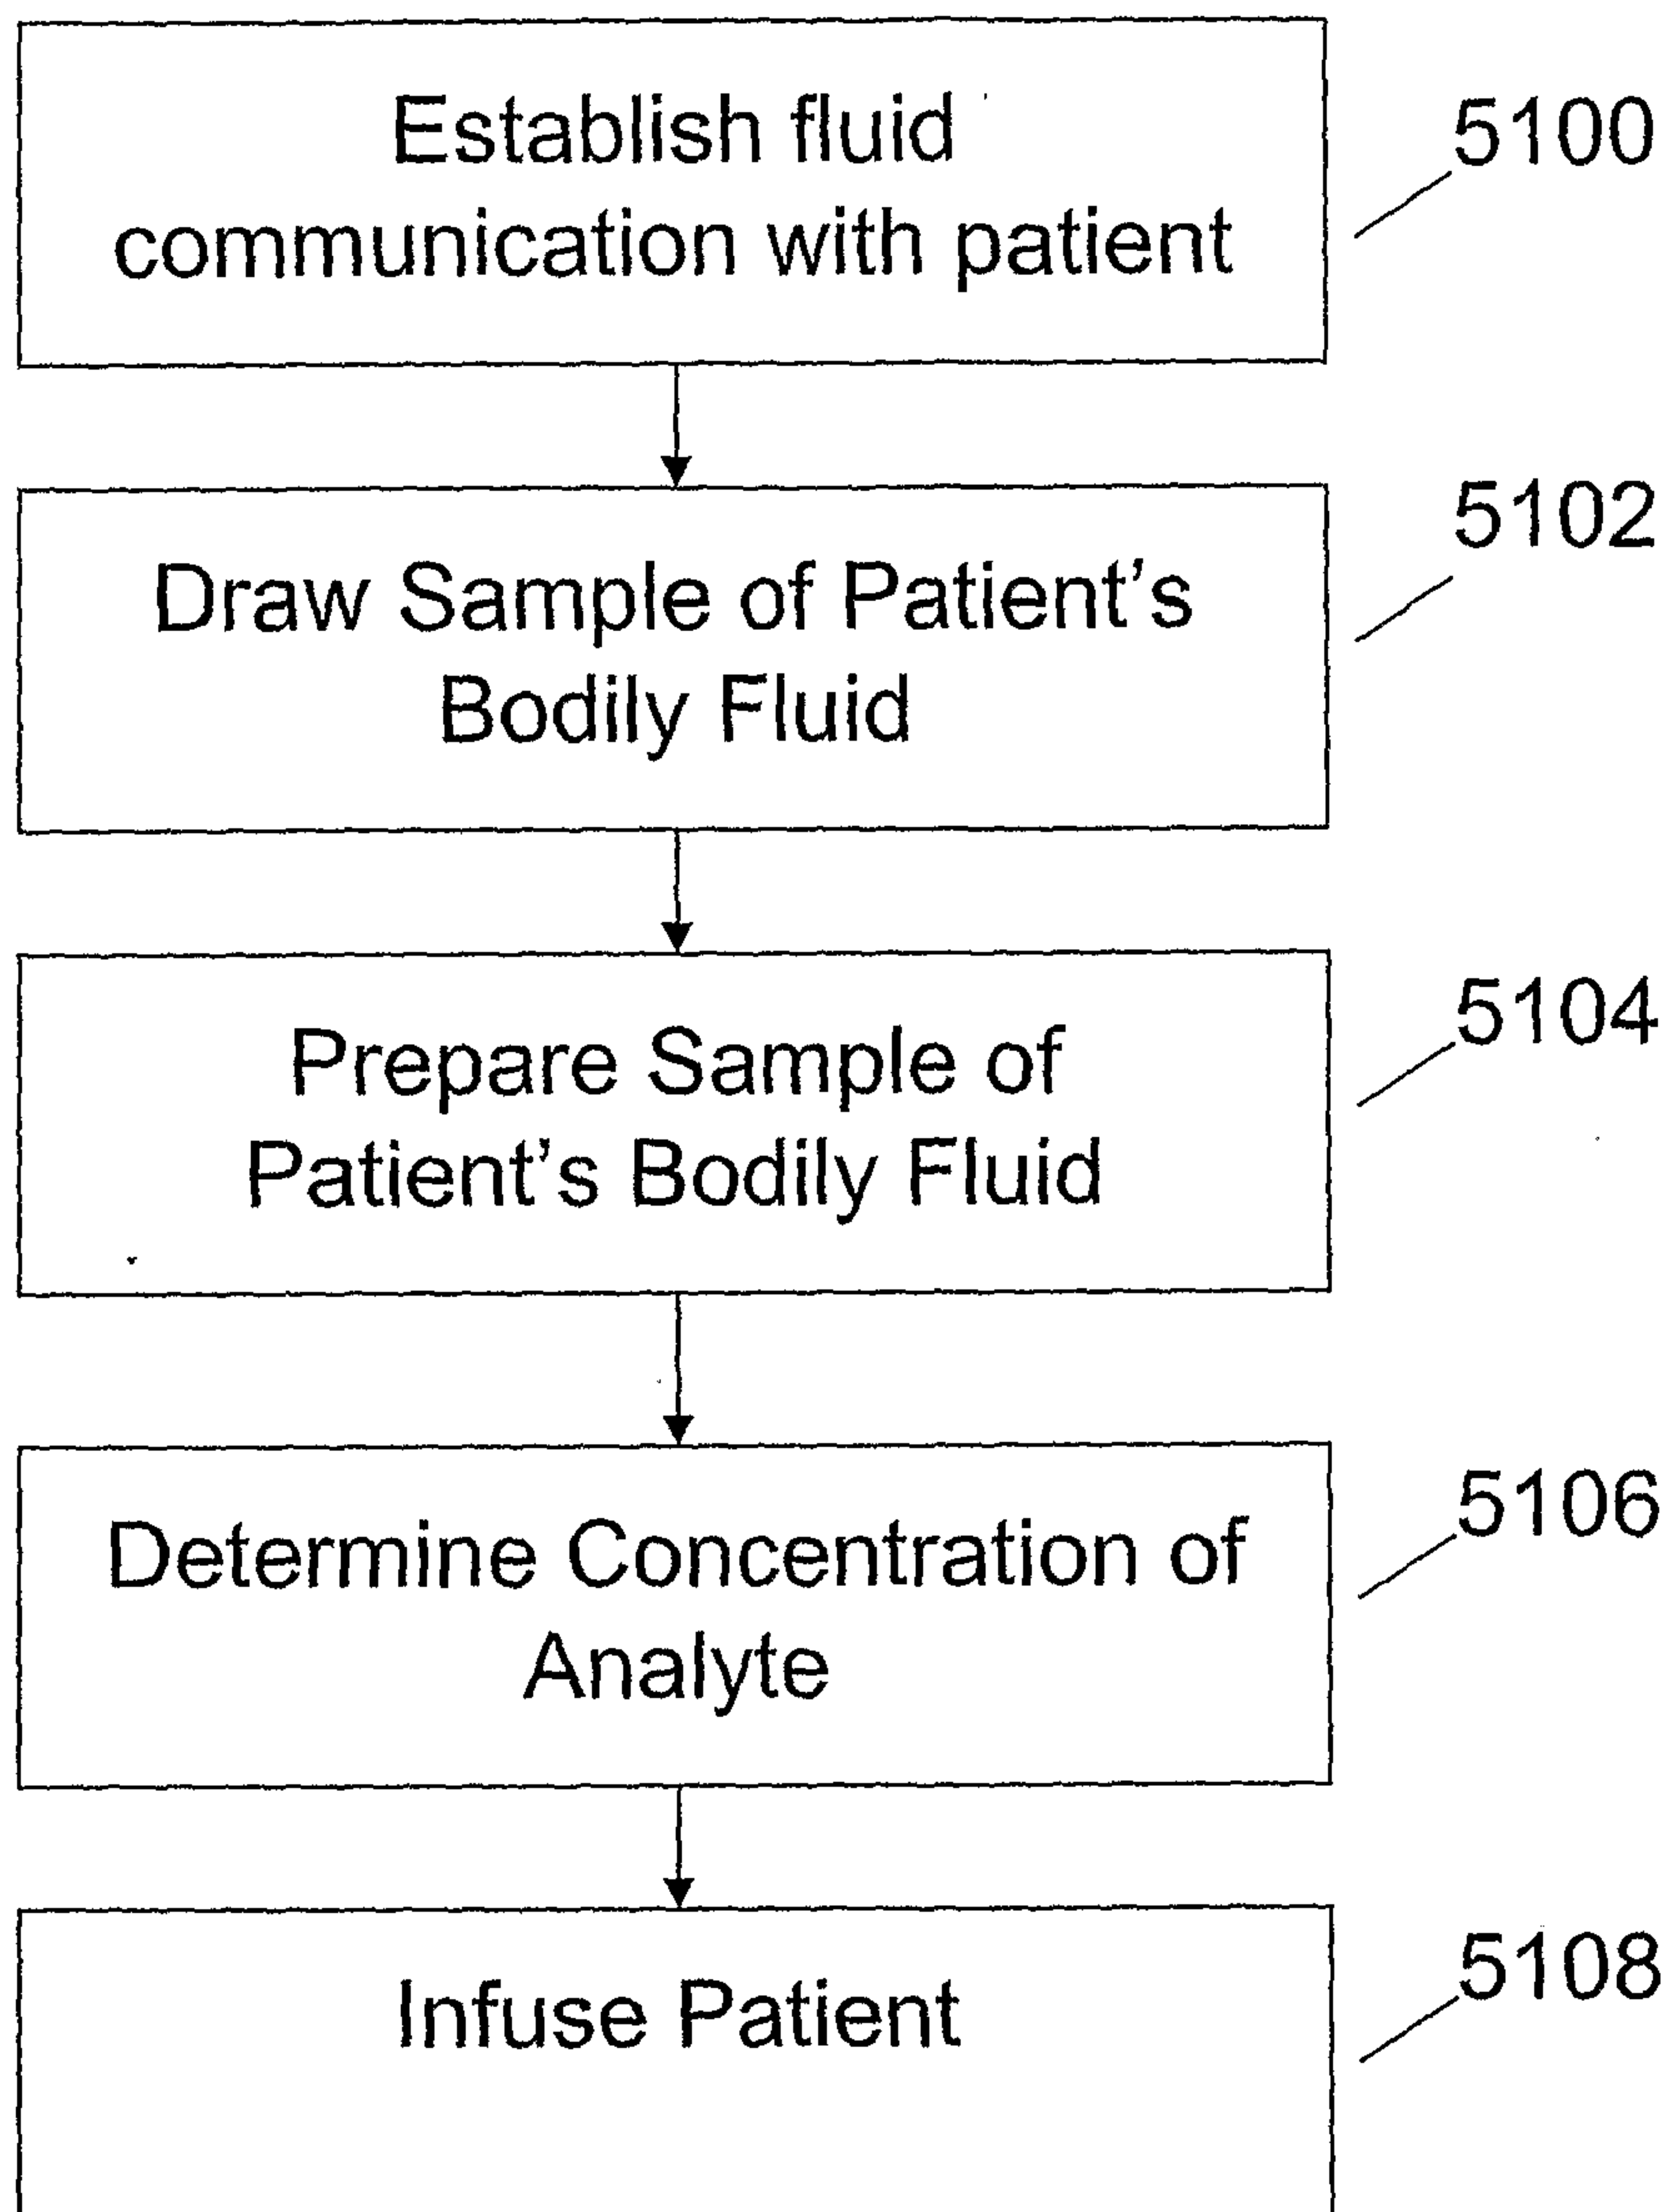 Establish fluid
communication with patient
5100
Draw Sample of Patient's
Bodily Fluid
5102
Prepare Sample of
Patient's Bodily Fluid
5104
Determine Concentration of
Analyte
5106
Infuse Patient
5108